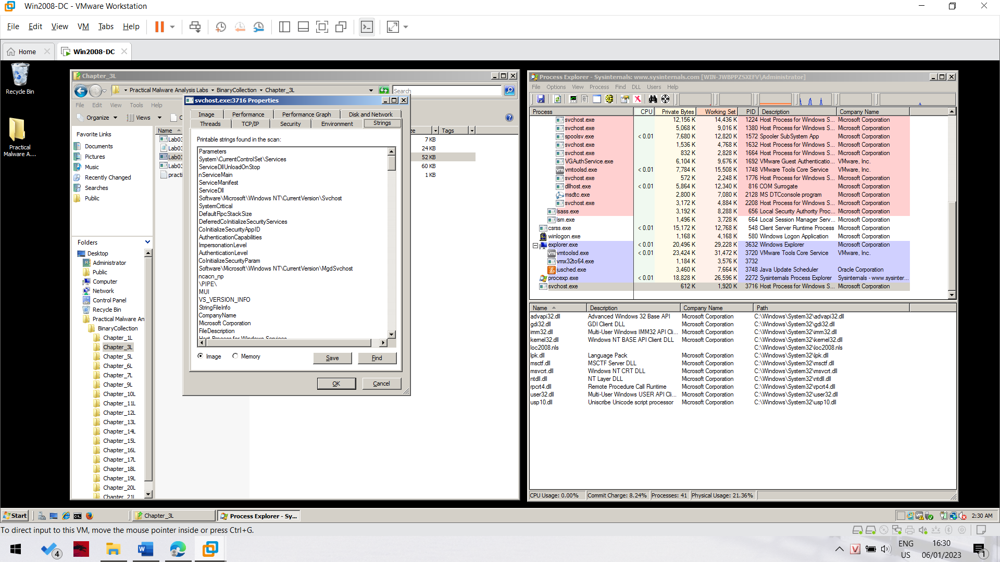 Win2008-DC - VMware Workstation
File Edit View VM Tabs Help
Home
Win2008-DC
Recycle Bin
Practical
Malware A...
Chapter_3L
Practical Malware Analysis Labs BinaryCollection Chapter_3L
Search
File Edit View Tools Help
Organize Views
Favorite Links
Documents
Pictures
Music
Recently Changed
Searches
Public
Folders
Desktop
Administrator
Public
Computer
Network
Control Panel
Recycle Bin
Practical Malware An
BinaryCollection
Chapter_1L
Chapter_3L
Chapter_5L
Chapter_6L
Chapter_7L
Chapter_9L
Chapter_10L
Chapter_11L
Chapter_12L
Chapter_13L
Chapter_14L
Chapter_15L
Chapter_16L
Chapter_17L
Chapter_18L
Chapter_19L
Chapter_20L
Chapter_21L
Name
Tags
Lab03 7 KB
Lab03 24 KB
Lab03 52 KB
Lab03 60 KB
practi 1 KB
svchost.exe:3716 Properties
Image Performance Performance Graph Disk and Network
Threads TCP/IP Security Environment Strings
Printable strings found in the scan:
Parameters
System\CurrentControlSet\Services
ServiceDllUnloadOnStop
nServiceMain
ServiceManifest
ServiceDll
Software\Microsoft\Windows NT\CurrentVersion\Svchost
SystemCritical
DefaultRpcStackSize
DeferredCoInitializeSecurityServices
CoInitializeSecurityAppID
AuthenticationCapabilities
ImpersonationLevel
AuthenticationLevel
CoInitializeSecurityParam
Software\Microsoft\Windows NT\CurrentVersion\MgdSvchost
ncacn_np
\PIPE\
MUI
VS_VERSION_INFO
StringFileInfo
CompanyName
Microsoft Corporation
FileDescription
Host Process for Windows Services
Image Memory Save Find
OK Cancel
Process Explorer - Sysinternals: www.sysinternals.com [WIN-JWBPPZSXEFV\Administrator]
File Options View Process Find DLL Users Help
Process CPU Private Bytes Working Set PID Description Company Name
svchost.exe 12,156 K 14,436 K 1224 Host Process for Windows S... Microsoft Corporation
svchost.exe 5,068 K 9,016 K 1380 Host Process for Windows S... Microsoft Corporation
spoolsv.exe < 0.01 7,680 K 12,820 K 1572 Spooler SubSystem App Microsoft Corporation
svchost.exe 1,536 K 4,768 K 1632 Host Process for Windows S... Microsoft Corporation
svchost.exe 832 K 2,828 K 1664 Host Process for Windows S... Microsoft Corporation
VGAuthService.exe 6,104 K 9,676 K 1692 VMware Guest Authenticatio... VMware, Inc.
vmtoolsd.exe < 0.01 7,784 K 15,508 K 1748 VMware Tools Core Service VMware, Inc.
svchost.exe 572 K 2,248 K 1776 Host Process for Windows S... Microsoft Corporation
dllhost.exe < 0.01 5,864 K 12,340 K 816 COM Surrogate Microsoft Corporation
msdtc.exe 2,800 K 7,080 K 2128 MS DTCconsole program Microsoft Corporation
svchost.exe 3,172 K 4,884 K 2208 Host Process for Windows S... Microsoft Corporation
lsass.exe 3,192 K 8,288 K 656 Local Security Authority Proc... Microsoft Corporation
lsm.exe 1,496 K 3,728 K 664 Local Session Manager Serv... Microsoft Corporation
csrss.exe < 0.01 15,172 K 12,768 K 548 Client Server Runtime Process Microsoft Corporation
winlogon.exe 1,168 K 4,168 K 580 Windows Logon Application Microsoft Corporation
explorer.exe < 0.01 20,496 K 29,228 K 3632 Windows Explorer Microsoft Corporation
vmtoolsd.exe < 0.01 23,424 K 31,472 K 3720 VMware Tools Core Service VMware, Inc.
vmx32to64.exe 1,184 K 3,576 K 3732
jusched.exe 3,460 K 7,664 K 3748 Java Update Scheduler Oracle Corporation
procexp.exe < 0.01 18,828 K 26,596 K 2272 Sysinternals Process Explorer Sysinternals - www.sysinter...
svchost.exe 612 K 1,920 K 3716 Host Process for Windows S... Microsoft Corporation
Name Description Company Name Path
advapi32.dll Advanced Windows 32 Base API Microsoft Corporation C:\Windows\System32\advapi32.dll
gdi32.dll GDI Client DLL Microsoft Corporation C:\Windows\System32\gdi32.dll
imm32.dll Multi-User Windows IMM32 API Cli... Microsoft Corporation C:\Windows\System32\imm32.dll
kernel32.dll Windows NT BASE API Client DLL Microsoft Corporation C:\Windows\System32\kernel32.dll
loc2008.nls C:\Windows\System32\loc2008.nls
lpk.dll Language Pack Microsoft Corporation C:\Windows\System32\lpk.dll
msctf.dll MSCTF Server DLL Microsoft Corporation C:\Windows\System32\msctf.dll
msvcrt.dll Windows NT CRT DLL Microsoft Corporation C:\Windows\System32\msvcrt.dll
ntdll.dll NT Layer DLL Microsoft Corporation C:\Windows\System32\ntdll.dll
rpcrt4.dll Remote Procedure Call Runtime Microsoft Corporation C:\Windows\System32\rpcrt4.dll
user32.dll Multi-User Windows USER API Cli... Microsoft Corporation C:\Windows\System32\user32.dll
usp10.dll Uniscribe Unicode script processor Microsoft Corporation C:\Windows\System32\usp10.dll
CPU Usage: 0.00% Commit Charge: 8.24% Processes: 41 Physical Usage: 21.36%
Start
Chapter_3L
Process Explorer - Sy...
2:30 AM
To direct input to this VM, move the mouse pointer inside or press Ctrl+G.
4
ENG
US
16:30
06/01/2023
1